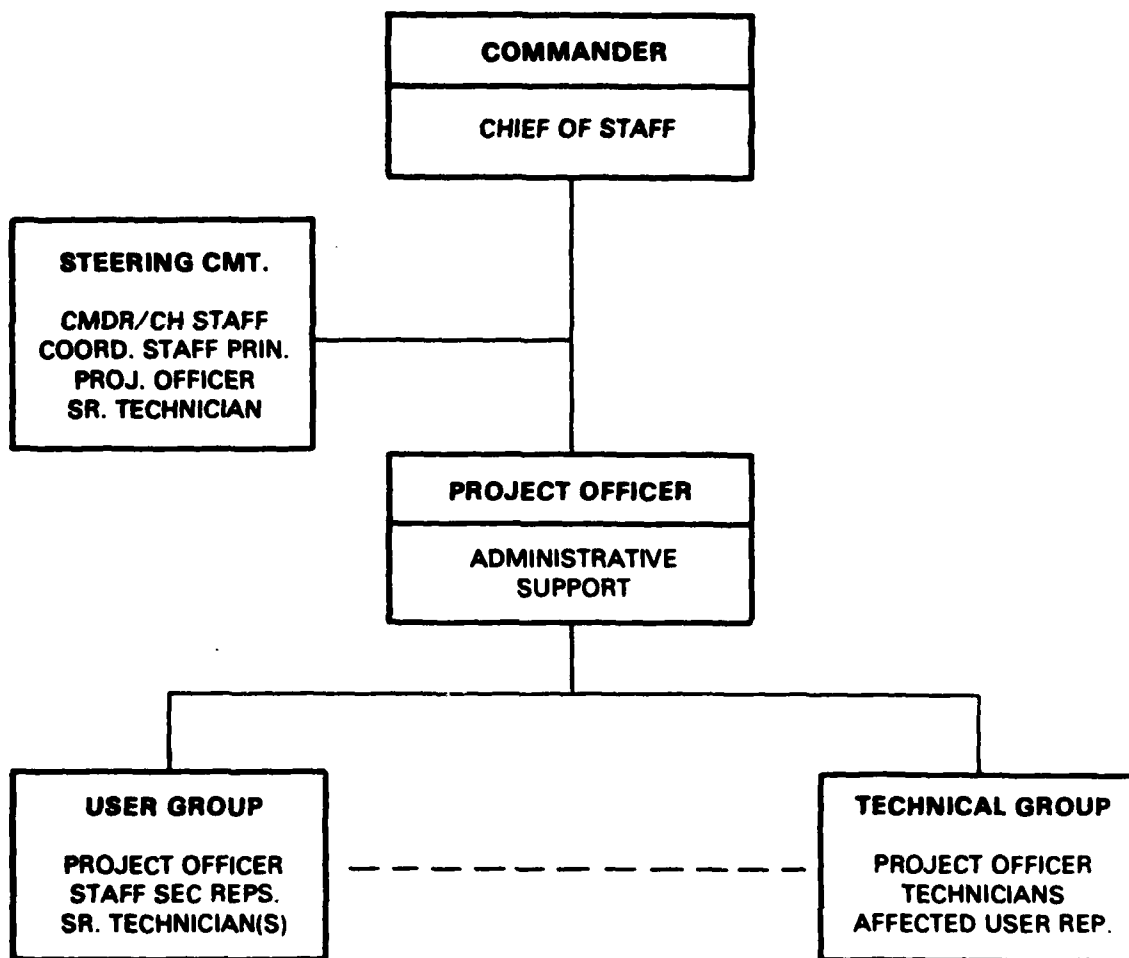 COMMANDER
CHIEF OF STAFF
STEERING CMT.
CMDR/CH STAFF
COORD. STAFF PRIN.
PROJ. OFFICER
SR. TECHNICIAN
PROJECT OFFICER
ADMINISTRATIVE
SUPPORT
USER GROUP
PROJECT OFFICER
STAFF SEC REPS.
SR. TECHNICIAN(S)
TECHNICAL GROUP
PROJECT OFFICER
TECHNICIANS
AFFECTED USER REP.